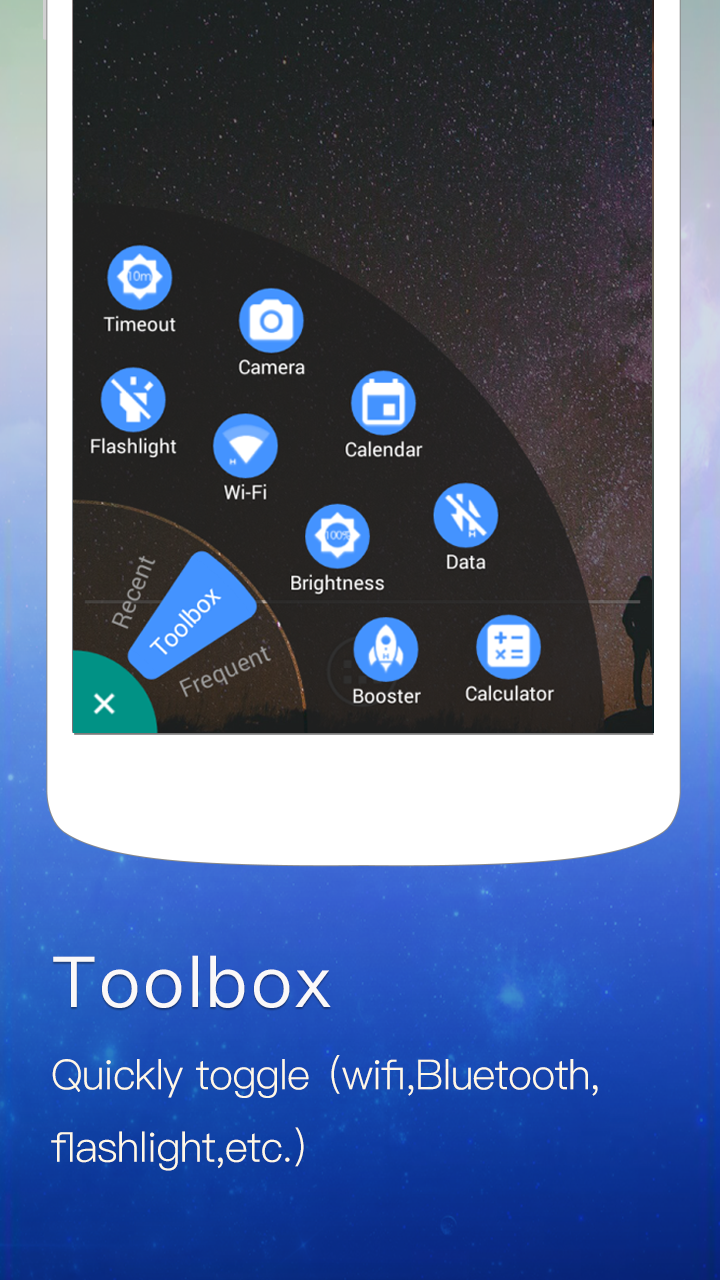 10m
Timeout
Camera
Flashlight
Calendar
H
Wi-Fi
100%
H
Brightness
Data
Recent
Toolbox
Frequent
Booster
Calculator
Toolbox
Quickly toggle (wifi,Bluetooth,
flashlight,etc.)